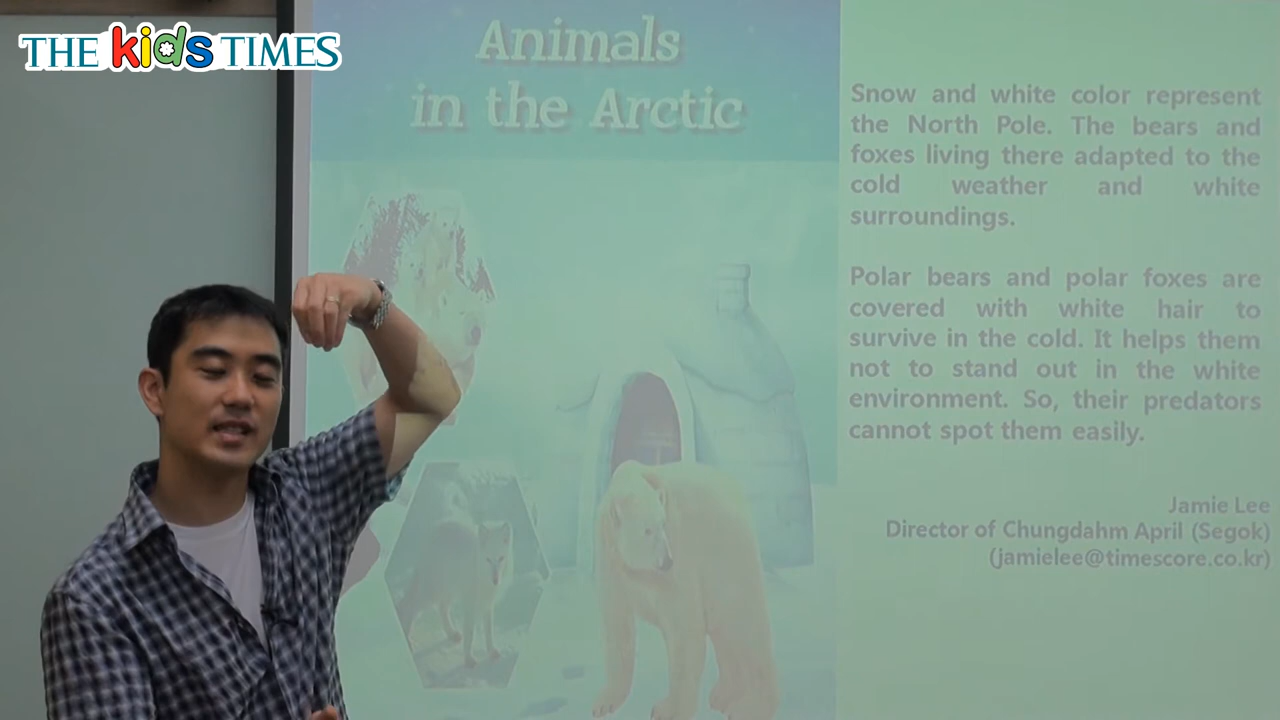 THE kids TIMES
Animals
in the Arctic
Snow and white color represent
the North Pole. The bears and
foxes living there adapted to the
cold weather and white
surroundings.
Polar bears and polar foxes are
covered with white hair to
survive in the cold. It helps them
not to stand out in the white
environment. So, their predators
cannot spot them easily.
Jamie Lee
Director of Chungdahm April (Segok)
(jamielee@timescore.co.kr)